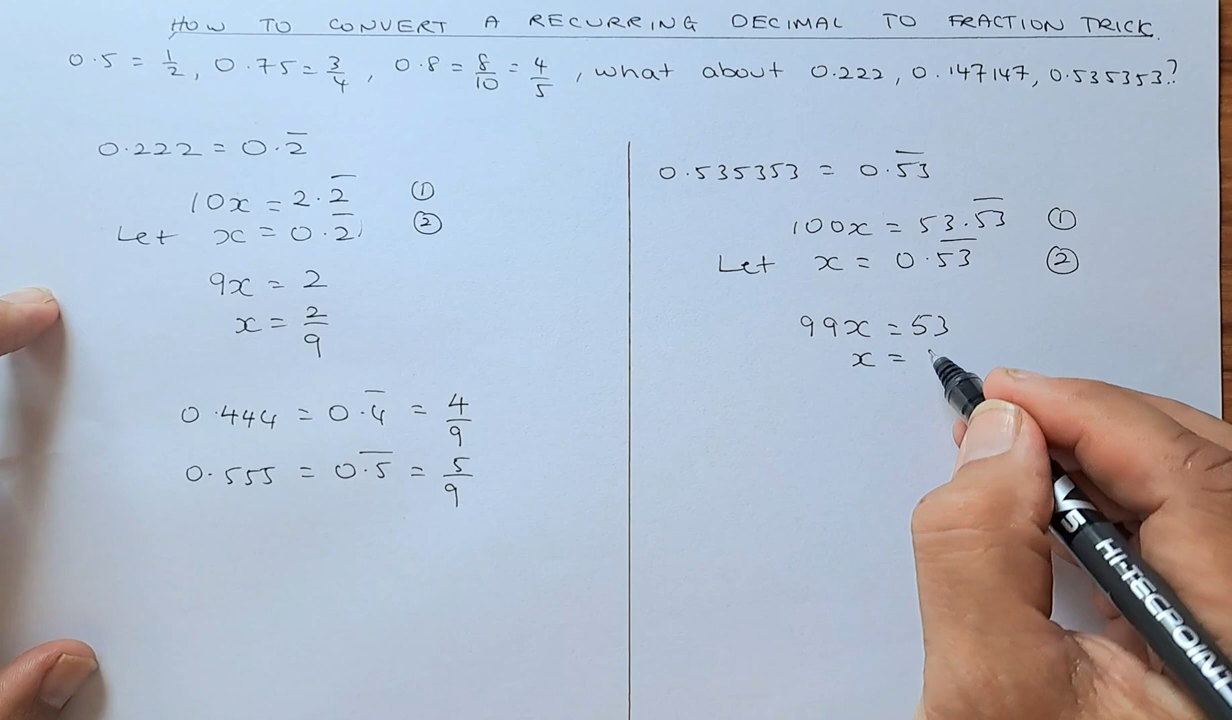 HOW TO CONVERT A RECURRING DECIMAL TO FRACTION TRICK.
0.5 = 1/2, 0.75 = 3/4, 0.8 = 8/10 = 4/5, what about 0.222, 0.147147, 0.535353?
0.222 = 0.2̅
10x = 2.2̅ ①
Let x = 0.2̅ ②
9x = 2
x = 2/9
0.444 = 0.4̅ = 4/9
0.555 = 0.5̅ = 5/9
0.535353 = 0.5̅3̅
100x = 53.5̅3̅ ①
Let x = 0.5̅3̅ ②
99x = 53
x =
V5 HI-TECPOINT